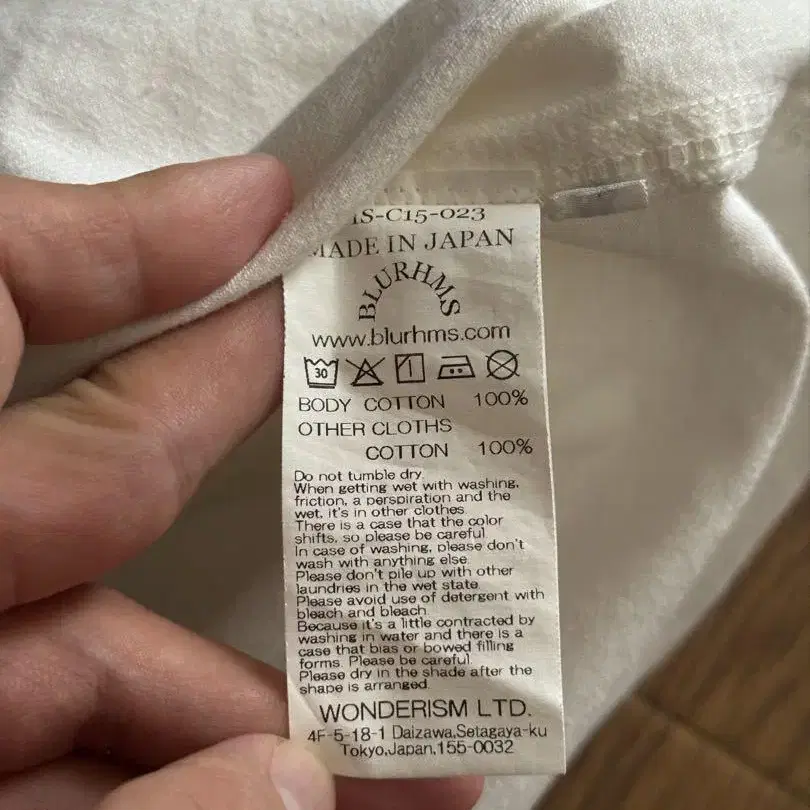 MADE IN JAPAN
BLURHMS
www.blurhms.com
30
BODY COTTON 100%
OTHER CLOTHS
COTTON 100%
Do not tumble dry.
When getting wet with washing,
friction, a perspiration and the
wet, it's in other clothes.
There is a case that the color
shifts, so please be careful.
In case of washing, please don't
wash with anything else.
Please don't pile up with other
laundries in the wet state.
Please avoid use of detergent with
bleach and bleach.
Because it's a little contracted by
washing in water and there is a
case that bias or bowed filling
forms. Please be careful.
Please dry in the shade after the
shape is arranged.
WONDERISM LTD.
4F-5-18-1 Daizawa,Setagaya-ku
Tokyo,Japan,155-0032